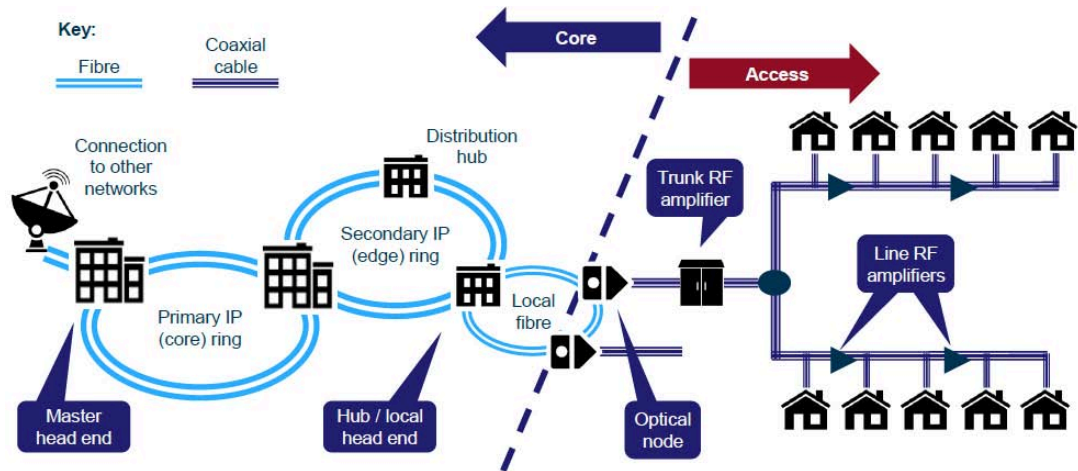 Key:
Fibre
Coaxial
cable
Core
Access
Connection
to other
networks
Distribution
hub
Trunk RF
amplifier
Secondary IP
(edge) ring
Line RF
amplifiers
Local
fibre
Primary IP
(core) ring
Master
head end
Hub / local
head end
Optical
node